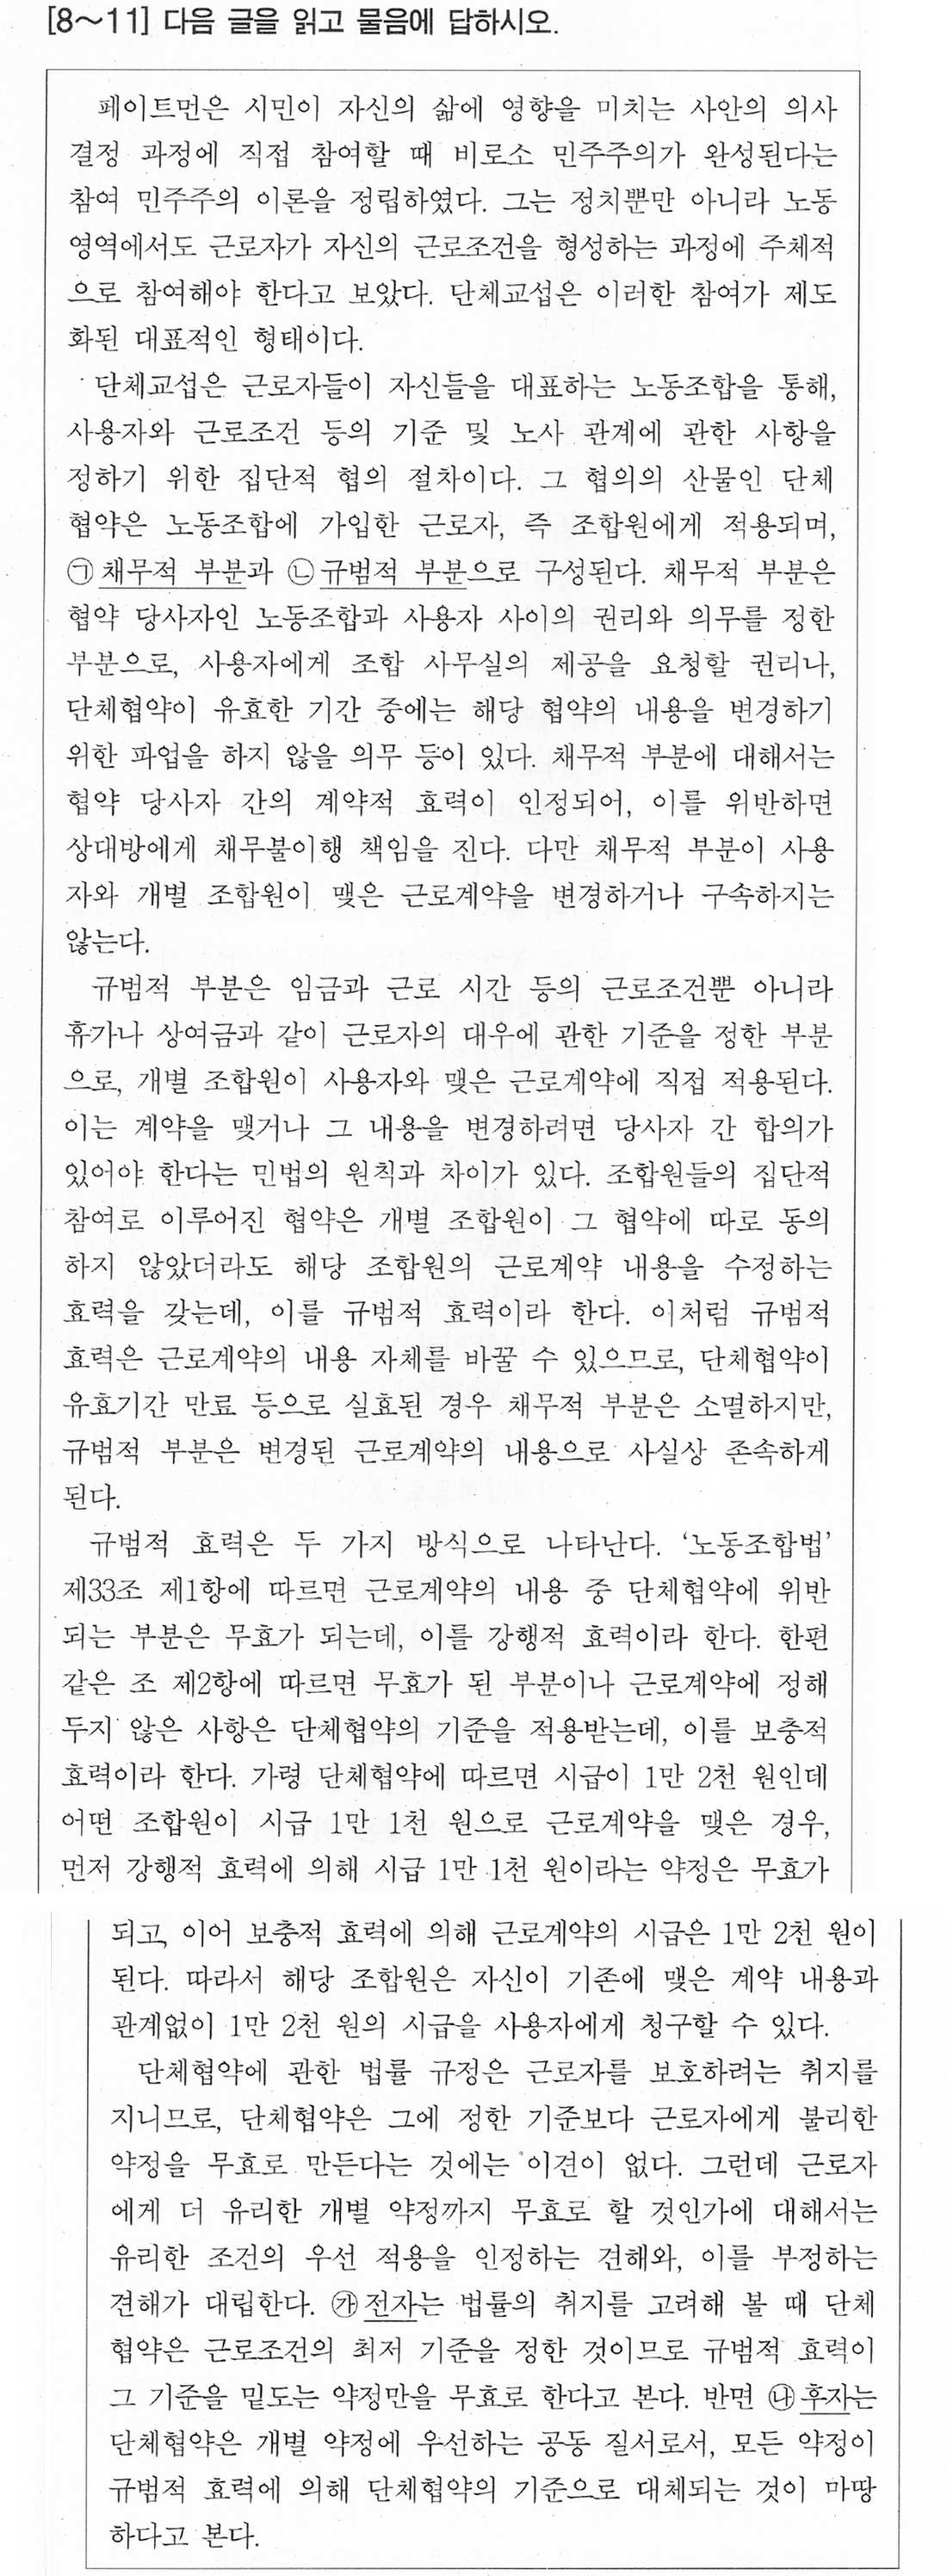 [8～11] 다음 글을 읽고 물음에 답하시오.
페이트먼은 시민이 자신의 삶에 영향을 미치는 사안의 의사
결정 과정에 직접 참여할 때 비로소 민주주의가 완성된다는
참여 민주주의 이론을 정립하였다. 그는 정치뿐만 아니라 노동
영역에서도 근로자가 자신의 근로조건을 형성하는 과정에 주체적
으로 참여해야 한다고 보았다. 단체교섭은 이러한 참여가 제도
화된 대표적인 형태이다.
단체교섭은 근로자들이 자신들을 대표하는 노동조합을 통해,
사용자와 근로조건 등의 기준 및 노사 관계에 관한 사항을
정하기 위한 집단적 협의 절차이다. 그 협의의 산물인 단체
협약은 노동조합에 가입한 근로자, 즉 조합원에게 적용되며,
㉠채무적 부분과 ㉡규범적 부분으로 구성된다. 채무적 부분은
협약 당사자인 노동조합과 사용자 사이의 권리와 의무를 정한
부분으로, 사용자에게 조합 사무실의 제공을 요청할 권리나,
단체협약이 유효한 기간 중에는 해당 협약의 내용을 변경하기
위한 파업을 하지 않을 의무 등이 있다. 채무적 부분에 대해서는
협약 당사자 간의 계약적 효력이 인정되어, 이를 위반하면
상대방에게 채무불이행 책임을 진다. 다만 채무적 부분이 사용
자와 개별 조합원이 맺은 근로계약을 변경하거나 구속하지는
않는다.
규범적 부분은 임금과 근로 시간 등의 근로조건뿐 아니라
휴가나 상여금과 같이 근로자의 대우에 관한 기준을 정한 부분
으로, 개별 조합원이 사용자와 맺은 근로계약에 직접 적용된다.
이는 계약을 맺거나 그 내용을 변경하려면 당사자 간 합의가
있어야 한다는 민법의 원칙과 차이가 있다. 조합원들의 집단적
참여로 이루어진 협약은 개별 조합원이 그 협약에 따로 동의
하지 않았더라도 해당 조합원의 근로계약 내용을 수정하는
효력을 갖는데, 이를 규범적 효력이라 한다. 이처럼 규범적
효력은 근로계약의 내용 자체를 바꿀 수 있으므로, 단체협약이
유효기간 만료 등으로 실효된 경우 채무적 부분은 소멸하지만,
규범적 부분은 변경된 근로계약의 내용으로 사실상 존속하게
된다.
규범적 효력은 두 가지 방식으로 나타난다. ‘노동조합법’
제33조 제1항에 따르면 근로계약의 내용 중 단체협약에 위반
되는 부분은 무효가 되는데, 이를 강행적 효력이라 한다. 한편
같은 조 제2항에 따르면 무효가 된 부분이나 근로계약에 정해
두지 않은 사항은 단체협약의 기준을 적용받는데, 이를 보충적
효력이라 한다. 가령 단체협약에 따르면 시급이 1만 2천 원인데
어떤 조합원이 시급 1만 1천 원으로 근로계약을 맺은 경우,
먼저 강행적 효력에 의해 시급 1만 1천 원이라는 약정은 무효가
되고, 이어 보충적 효력에 의해 근로계약의 시급은 1만 2천 원이
된다. 따라서 해당 조합원은 자신이 기존에 맺은 계약 내용과
관계없이 1만 2천 원의 시급을 사용자에게 청구할 수 있다.
단체협약에 관한 법률 규정은 근로자를 보호하려는 취지를
지니므로, 단체협약은 그에 정한 기준보다 근로자에게 불리한
약정을 무효로 만든다는 것에는 이견이 없다. 그런데 근로자
에게 더 유리한 개별 약정까지 무효로 할 것인가에 대해서는
유리한 조건의 우선 적용을 인정하는 견해와, 이를 부정하는
견해가 대립한다. ㉮전자는 법률의 취지를 고려해 볼 때 단체
협약은 근로조건의 최저 기준을 정한 것이므로 규범적 효력이
그 기준을 밑도는 약정만을 무효로 한다고 본다. 반면 ㉯후자는
단체협약은 개별 약정에 우선하는 공동 질서로서, 모든 약정이
규범적 효력에 의해 단체협약의 기준으로 대체되는 것이 마땅
하다고 본다.